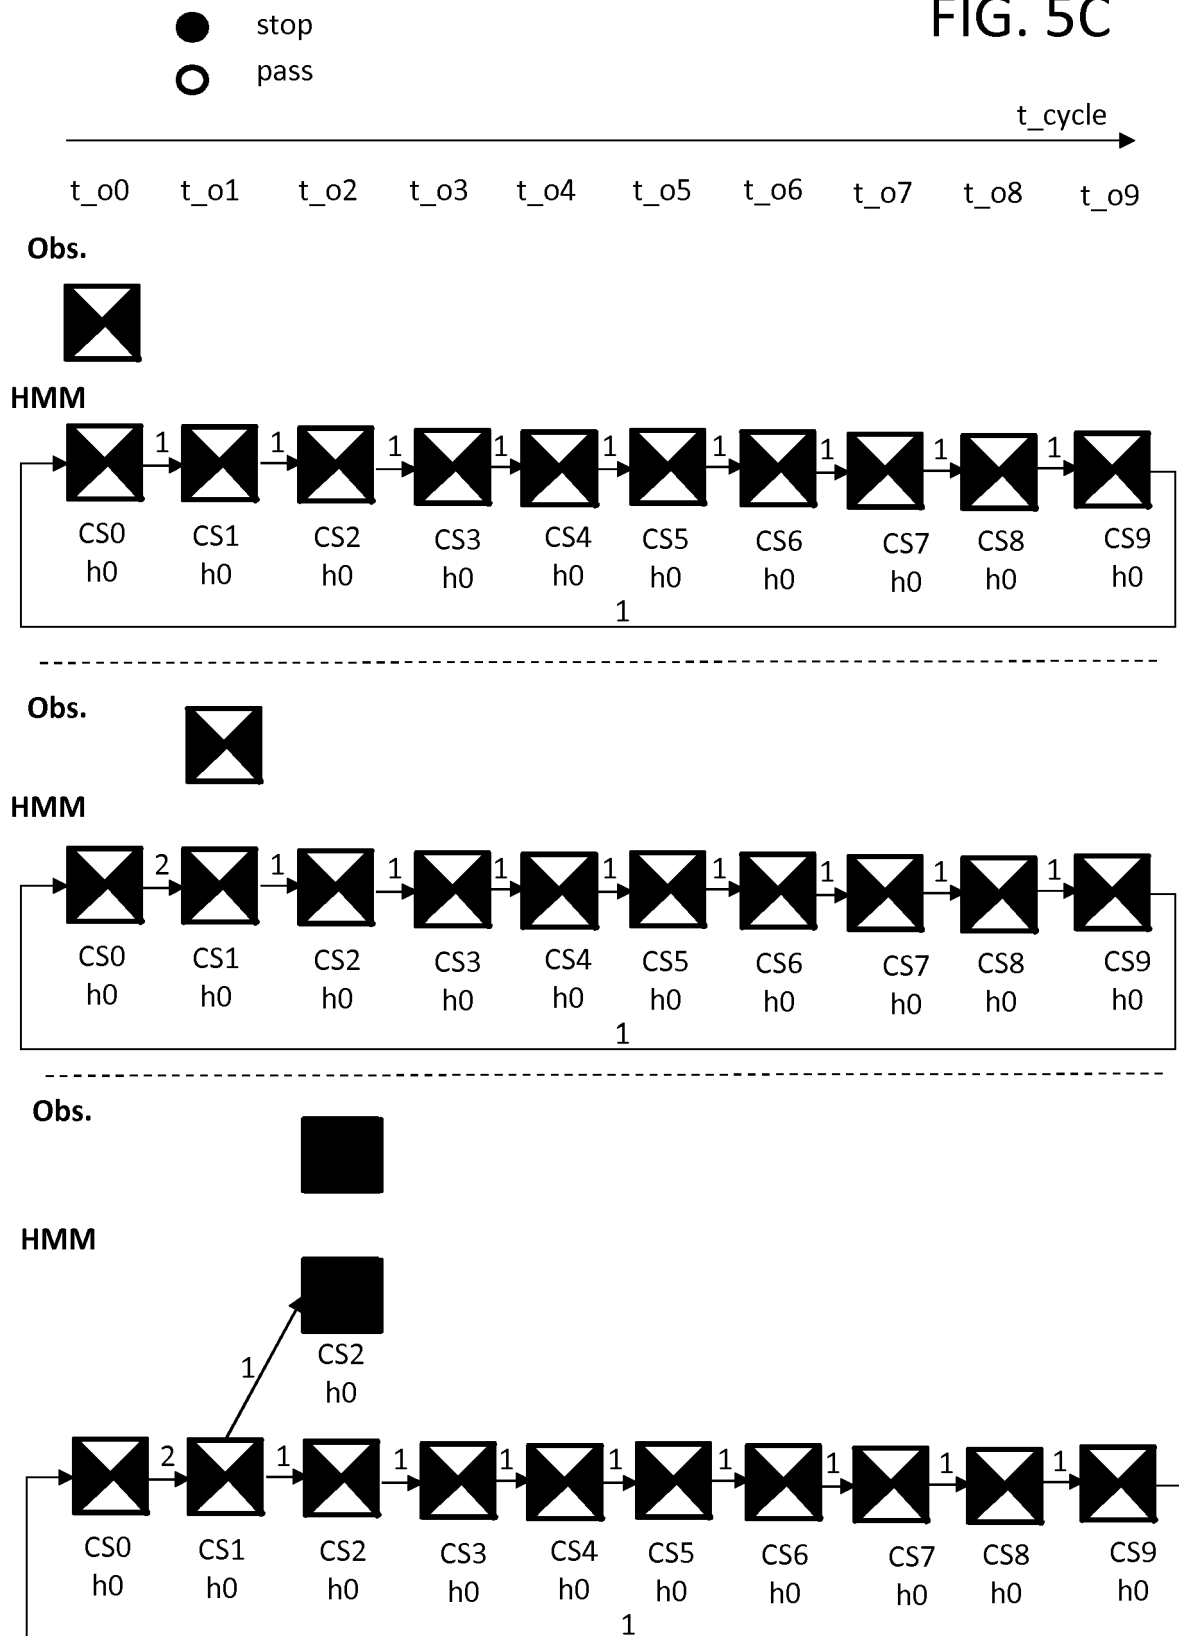 FIG. 5C
stop
pass
t_cycle
t_o0 t_o1 t_o2 t_o3 t_o4 t_o5 t_o6 t_o7 t_o8 t_o9
Obs.
HMM
1 1 1 1 1 1 1 1 1
CS0 CS1 CS2 CS3 CS4 CS5 CS6 CS7 CS8 CS9
h0 h0 h0 h0 h0 h0 h0 h0 h0 h0
1
Obs.
HMM
2 1 1 1 1 1 1 1 1
CS0 CS1 CS2 CS3 CS4 CS5 CS6 CS7 CS8 CS9
h0 h0 h0 h0 h0 h0 h0 h0 h0 h0
1
Obs.
HMM
CS2
1
h0
2 1 1 1 1 1 1 1 1
CS0 CS1 CS2 CS3 CS4 CS5 CS6 CS7 CS8 CS9
h0 h0 h0 h0 h0 h0 h0 h0 h0 h0
1